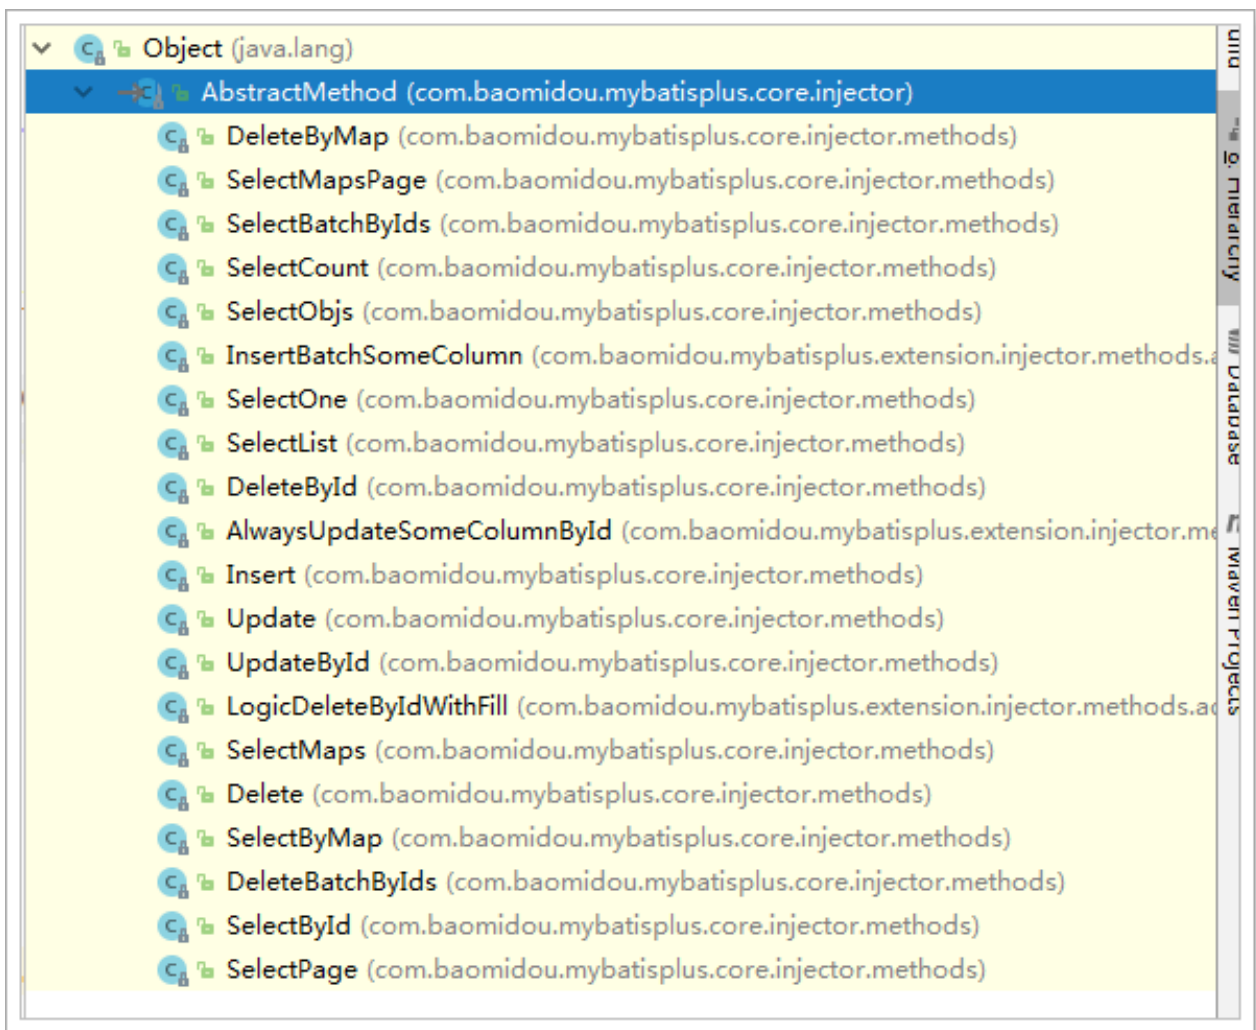 Object (java.lang)
AbstractMethod (com.baomidou.mybatisplus.core.injector)
DeleteByMap (com.baomidou.mybatisplus.core.injector.methods)
SelectMapsPage (com.baomidou.mybatisplus.core.injector.methods)
SelectBatchByIds (com.baomidou.mybatisplus.core.injector.methods)
SelectCount (com.baomidou.mybatisplus.core.injector.methods)
SelectObjs (com.baomidou.mybatisplus.core.injector.methods)
InsertBatchSomeColumn (com.baomidou.mybatisplus.extension.injector.methods.a
SelectOne (com.baomidou.mybatisplus.core.injector.methods)
SelectList (com.baomidou.mybatisplus.core.injector.methods)
DeleteById (com.baomidou.mybatisplus.core.injector.methods)
AlwaysUpdateSomeColumnById (com.baomidou.mybatisplus.extension.injector.me
Insert (com.baomidou.mybatisplus.core.injector.methods)
Update (com.baomidou.mybatisplus.core.injector.methods)
UpdateById (com.baomidou.mybatisplus.core.injector.methods)
LogicDeleteByIdWithFill (com.baomidou.mybatisplus.extension.injector.methods.ad
SelectMaps (com.baomidou.mybatisplus.core.injector.methods)
Delete (com.baomidou.mybatisplus.core.injector.methods)
SelectByMap (com.baomidou.mybatisplus.core.injector.methods)
DeleteBatchByIds (com.baomidou.mybatisplus.core.injector.methods)
SelectById (com.baomidou.mybatisplus.core.injector.methods)
SelectPage (com.baomidou.mybatisplus.core.injector.methods)
Hierarchy
Database
Maven Projects